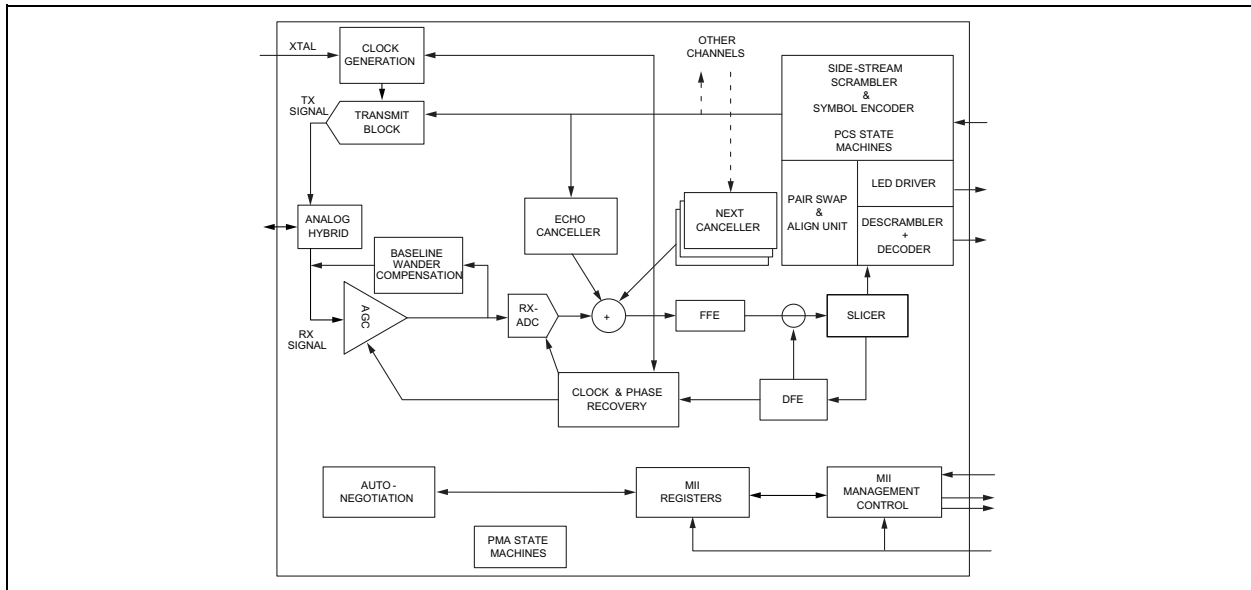 XTAL
CLOCK
GENERATION
OTHER
CHANNELS
SIDE-STREAM
SCRAMBLER
&
SYMBOL ENCODER
PCS STATE
MACHINES
TX
SIGNAL
TRANSMIT
BLOCK
LED DRIVER
PAIR SWAP
&
ALIGN UNIT
DESCRAMBLER
+
DECODER
ANALOG
HYBRID
ECHO
CANCELLER
NEXT
CANCELLER
BASELINE
WANDER
COMPENSATION
AGC
RX-
ADC
+
FFE
SLICER
RX
SIGNAL
CLOCK & PHASE
RECOVERY
DFE
AUTO -
NEGOTIATION
MII
REGISTERS
MII
MANAGEMENT
CONTROL
PMA STATE
MACHINES